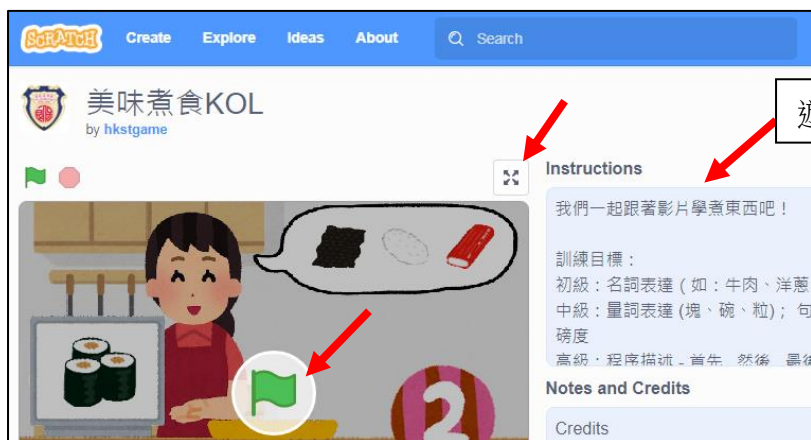 SCRATCH Create Explore Ideas About Search
美味煮食KOL
by hkstgame
遊
Instructions
我們一起跟著影片學煮東西吧！
訓練目標：
初級：名詞表達 ( 如：牛肉、洋蔥
中級：量詞表達 (塊、碗、粒)；句
磅度
高級：程序描述 - 首先, 然後, 最後
2
Notes and Credits
Credits